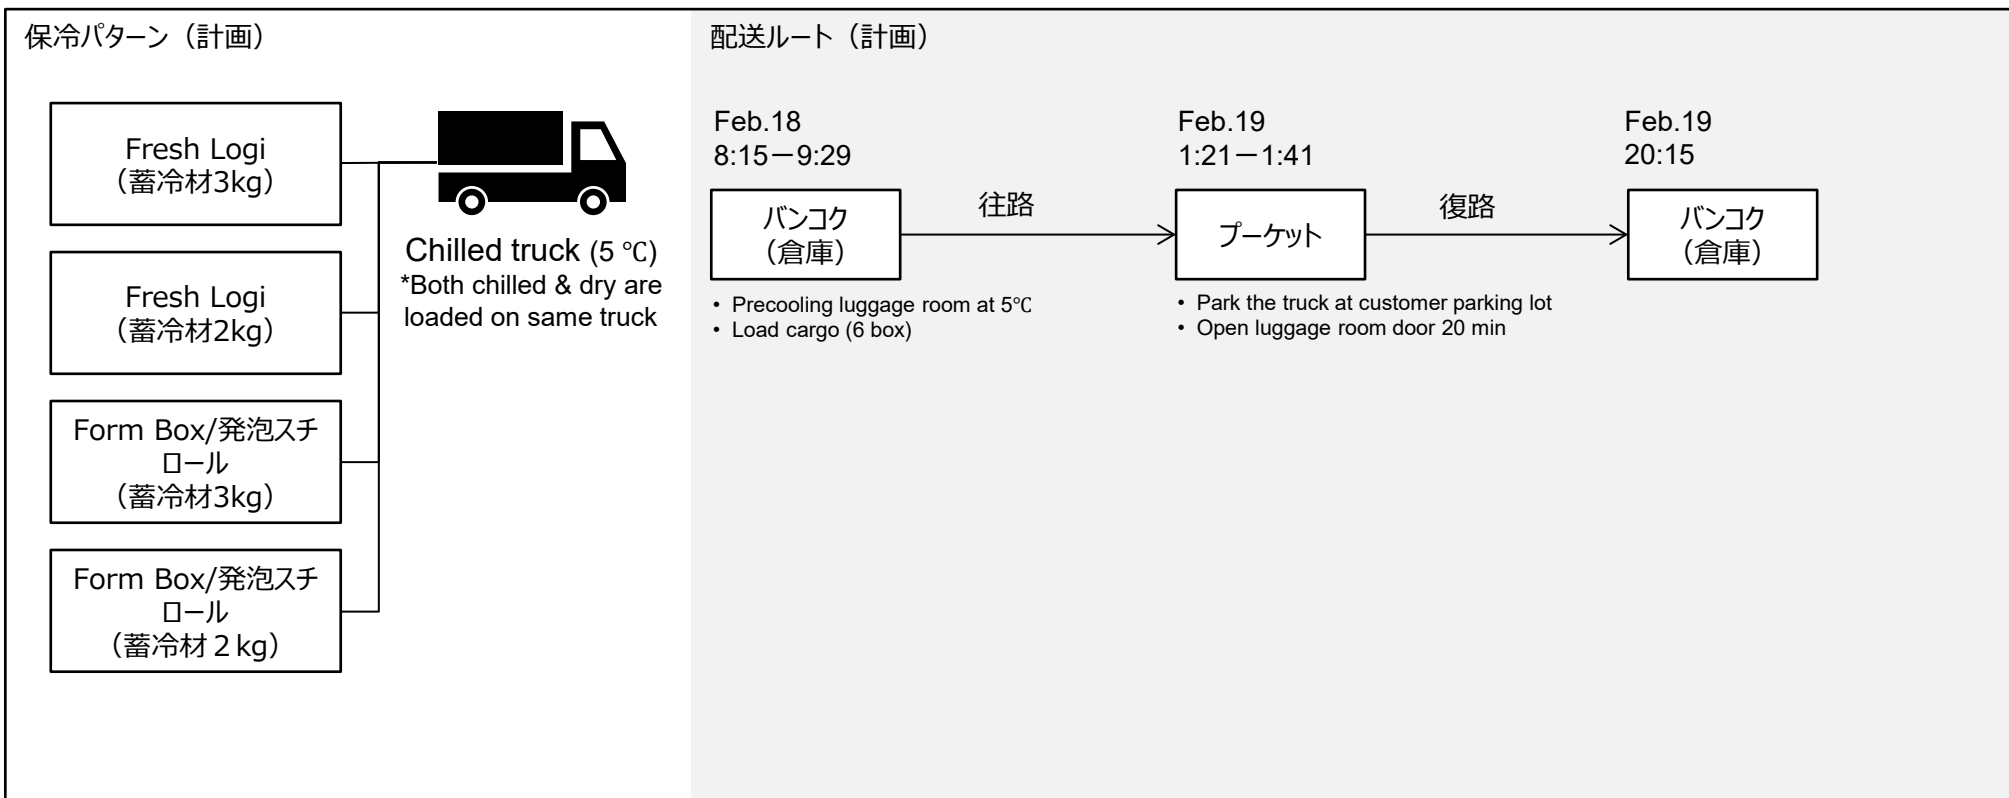 保冷パターン（計画）
Fresh Logi
（蓄冷材3kg）
Fresh Logi
（蓄冷材2kg）
Form Box/発泡スチ
ロール
（蓄冷材3kg）
Form Box/発泡スチ
ロール
（蓄冷材２kg）
Chilled truck (5 ℃)
*Both chilled & dry are
loaded on same truck
配送ルート（計画）
Feb.18
8:15－9:29
バンコク
（倉庫）
• Precooling luggage room at 5℃
• Load cargo (6 box)
往路
Feb.19
1:21－1:41
プーケット
• Park the truck at customer parking lot
• Open luggage room door 20 min
復路
Feb.19
20:15
バンコク
（倉庫）